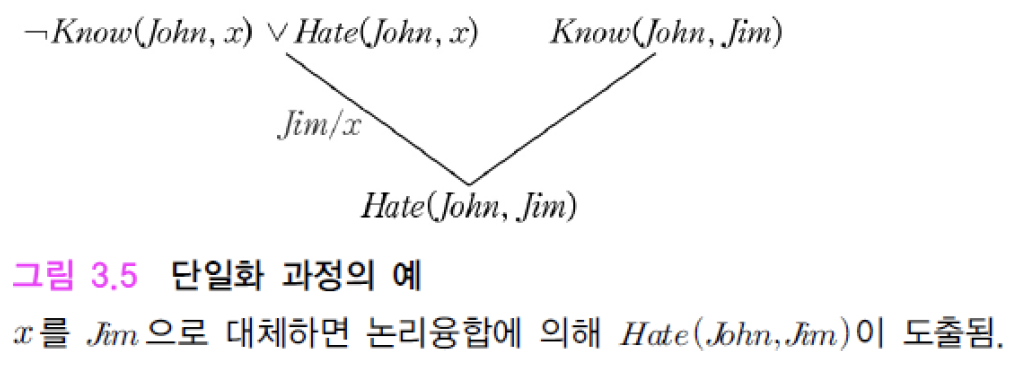 ¬Know(John, x) ∨ Hate(John, x) Know(John, Jim)
Jim/x
Hate(John, Jim)
그림 3.5 단일화 과정의 예
x를 Jim으로 대체하면 논리융합에 의해 Hate(John,Jim)이 도출됨.